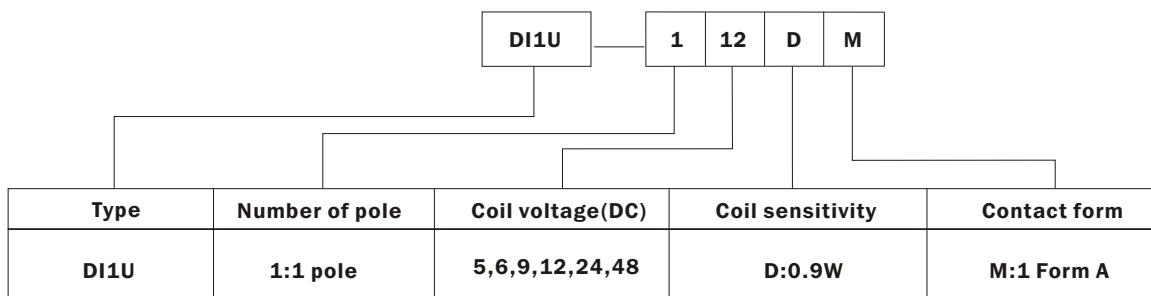 DI1U 1 12 D M
Type Number of pole Coil voltage(DC) Coil sensitivity Contact form
DI1U 1:1 pole 5,6,9,12,24,48 D:0.9W M:1 Form A